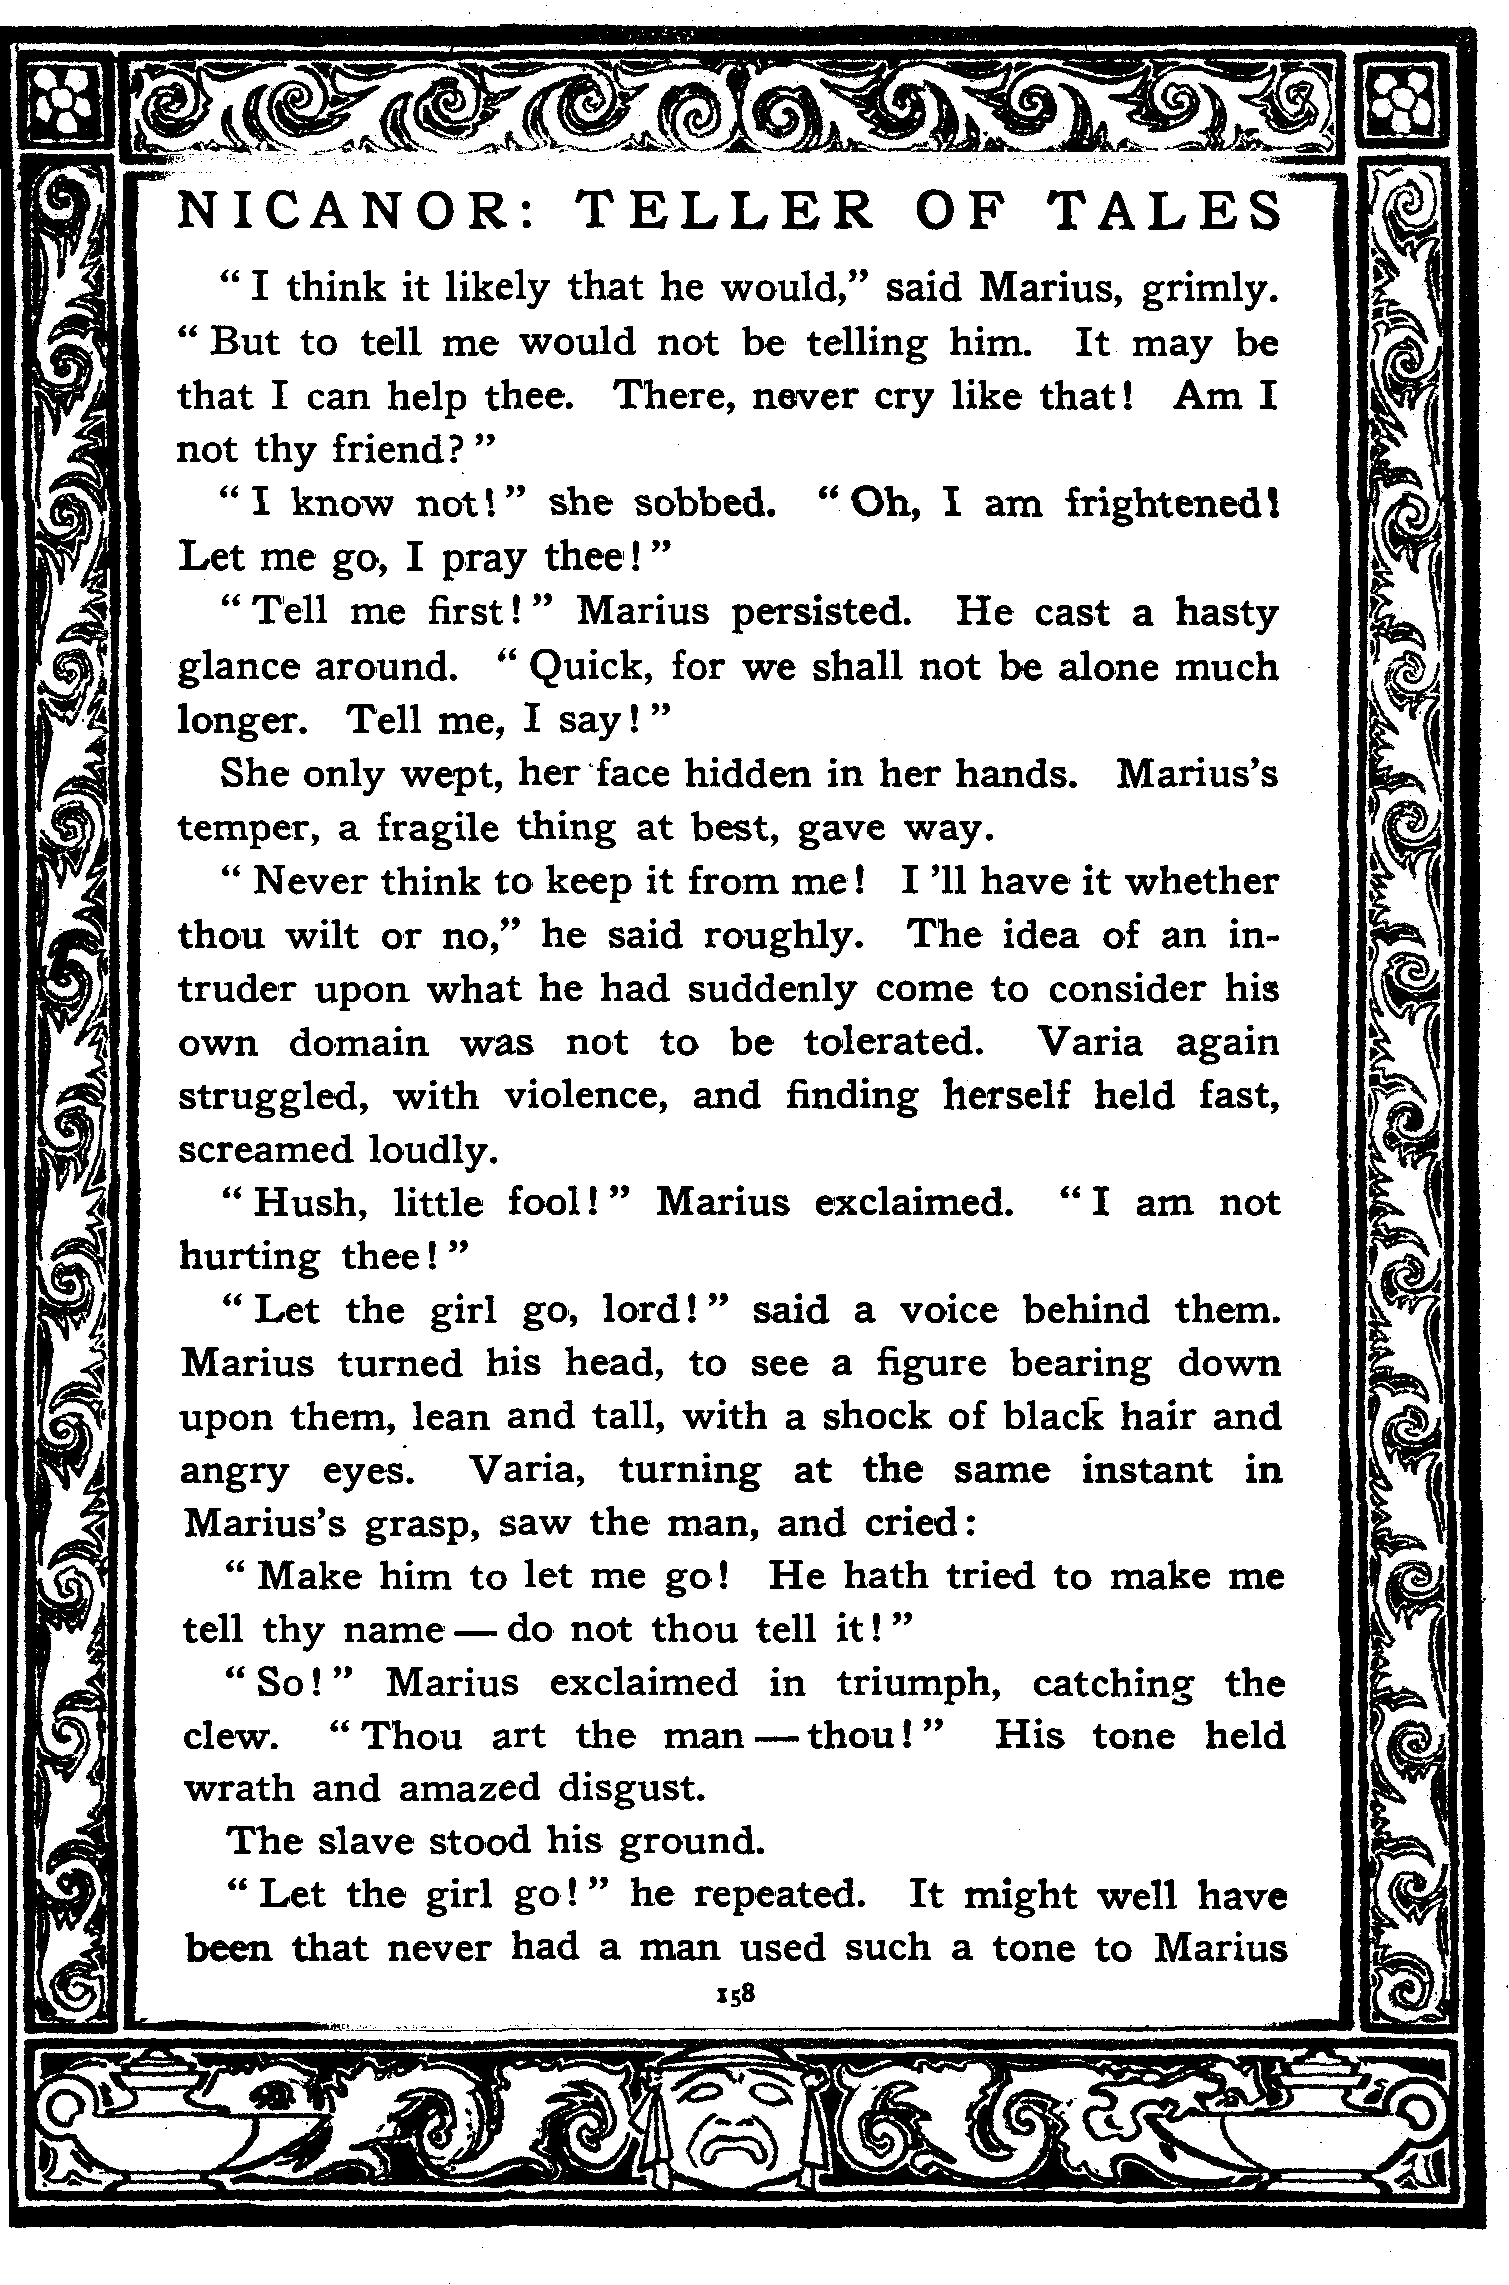 NICANOR: TELLER OF TALES
“ I think it likely that he would,” said Marius, grimly.
“ But to tell me would not be telling him. It may be
that I can help thee. There, never cry like that! Am I
not thy friend? ”
“ I know not! ” she sobbed. “ Oh, I am frightened!
Let me go, I pray thee! ”
“ Tell me first! ” Marius persisted. He cast a hasty
glance around. “ Quick, for we shall not be alone much
longer. Tell me, I say! ”
She only wept, her face hidden in her hands. Marius’s
temper, a fragile thing at best, gave way.
“ Never think to keep it from me! I ’ll have it whether
thou wilt or no,” he said roughly. The idea of an in-
truder upon what he had suddenly come to consider his
own domain was not to be tolerated. Varia again
struggled, with violence, and finding herself held fast,
screamed loudly.
“ Hush, little fool! ” Marius exclaimed. “ I am not
hurting thee! ”
“ Let the girl go, lord! ” said a voice behind them.
Marius turned his head, to see a figure bearing down
upon them, lean and tall, with a shock of black hair and
angry eyes. Varia, turning at the same instant in
Marius’s grasp, saw the man, and cried:
“ Make him to let me go! He hath tried to make me
tell thy name — do not thou tell it! ”
“ So! ” Marius exclaimed in triumph, catching the
clew. “ Thou art the man — thou! ” His tone held
wrath and amazed disgust.
The slave stood his ground.
“ Let the girl go! ” he repeated. It might well have
been that never had a man used such a tone to Marius
158